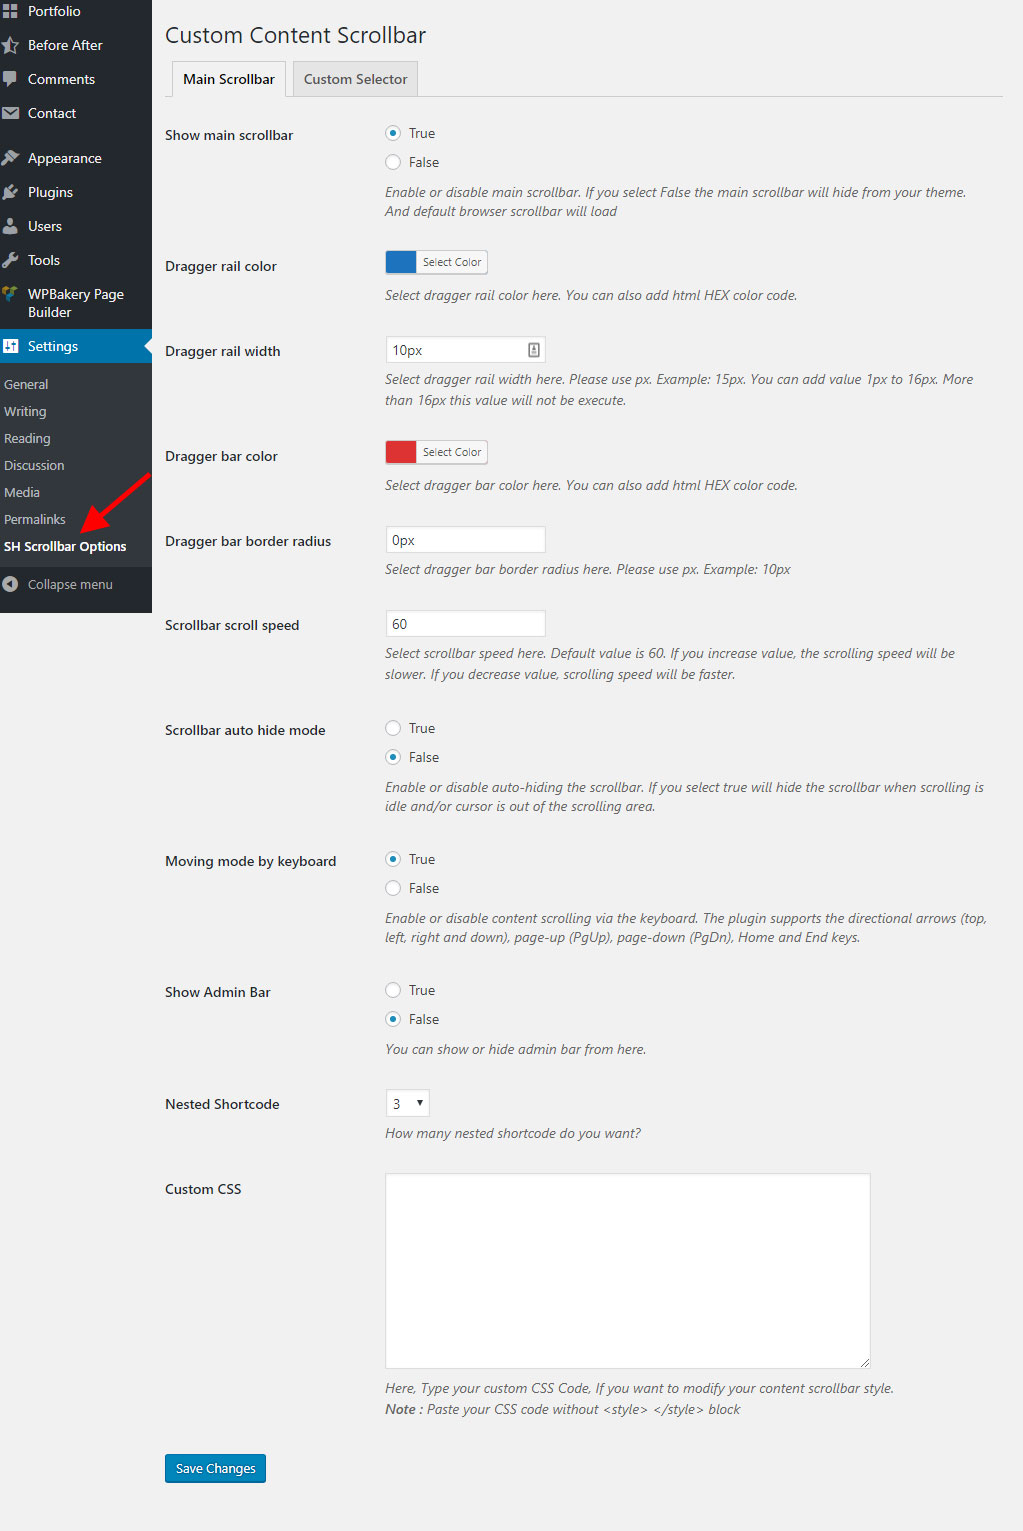 Portfolio
Before After
Comments
Contact
Appearance
Plugins
Users
Tools
WPBakery Page
Builder
Settings
General
Writing
Reading
Discussion
Media
Permalinks
SH Scrollbar Options
Collapse menu
Custom Content Scrollbar
Main Scrollbar
Custom Selector
Show main scrollbar
True
False
Enable or disable main scrollbar. If you select False the main scrollbar will hide from your theme.
And default browser scrollbar will load
Dragger rail color
Select Color
Select dragger rail color here. You can also add html HEX color code.
Dragger rail width
10px
Select dragger rail width here. Please use px. Example: 15px. You can add value 1px to 16px. More
than 16px this value will not be execute.
Dragger bar color
Select Color
Select dragger bar color here. You can also add html HEX color code.
Dragger bar border radius
0px
Select dragger bar border radius here. Please use px. Example: 10px
Scrollbar scroll speed
60
Select scrollbar speed here. Default value is 60. If you increase value, the scrolling speed will be
slower. If you decrease value, scrolling speed will be faster.
Scrollbar auto hide mode
True
False
Enable or disable auto-hiding the scrollbar. If you select true will hide the scrollbar when scrolling is
idle and/or cursor is out of the scrolling area.
Moving mode by keyboard
True
False
Enable or disable content scrolling via the keyboard. The plugin supports the directional arrows (top,
left, right and down), page-up (PgUp), page-down (PgDn), Home and End keys.
Show Admin Bar
True
False
You can show or hide admin bar from here.
Nested Shortcode
3
How many nested shortcode do you want?
Custom CSS
Here, Type your custom CSS Code, If you want to modify your content scrollbar style.
Note : Paste your CSS code without <style> </style> block
Save Changes